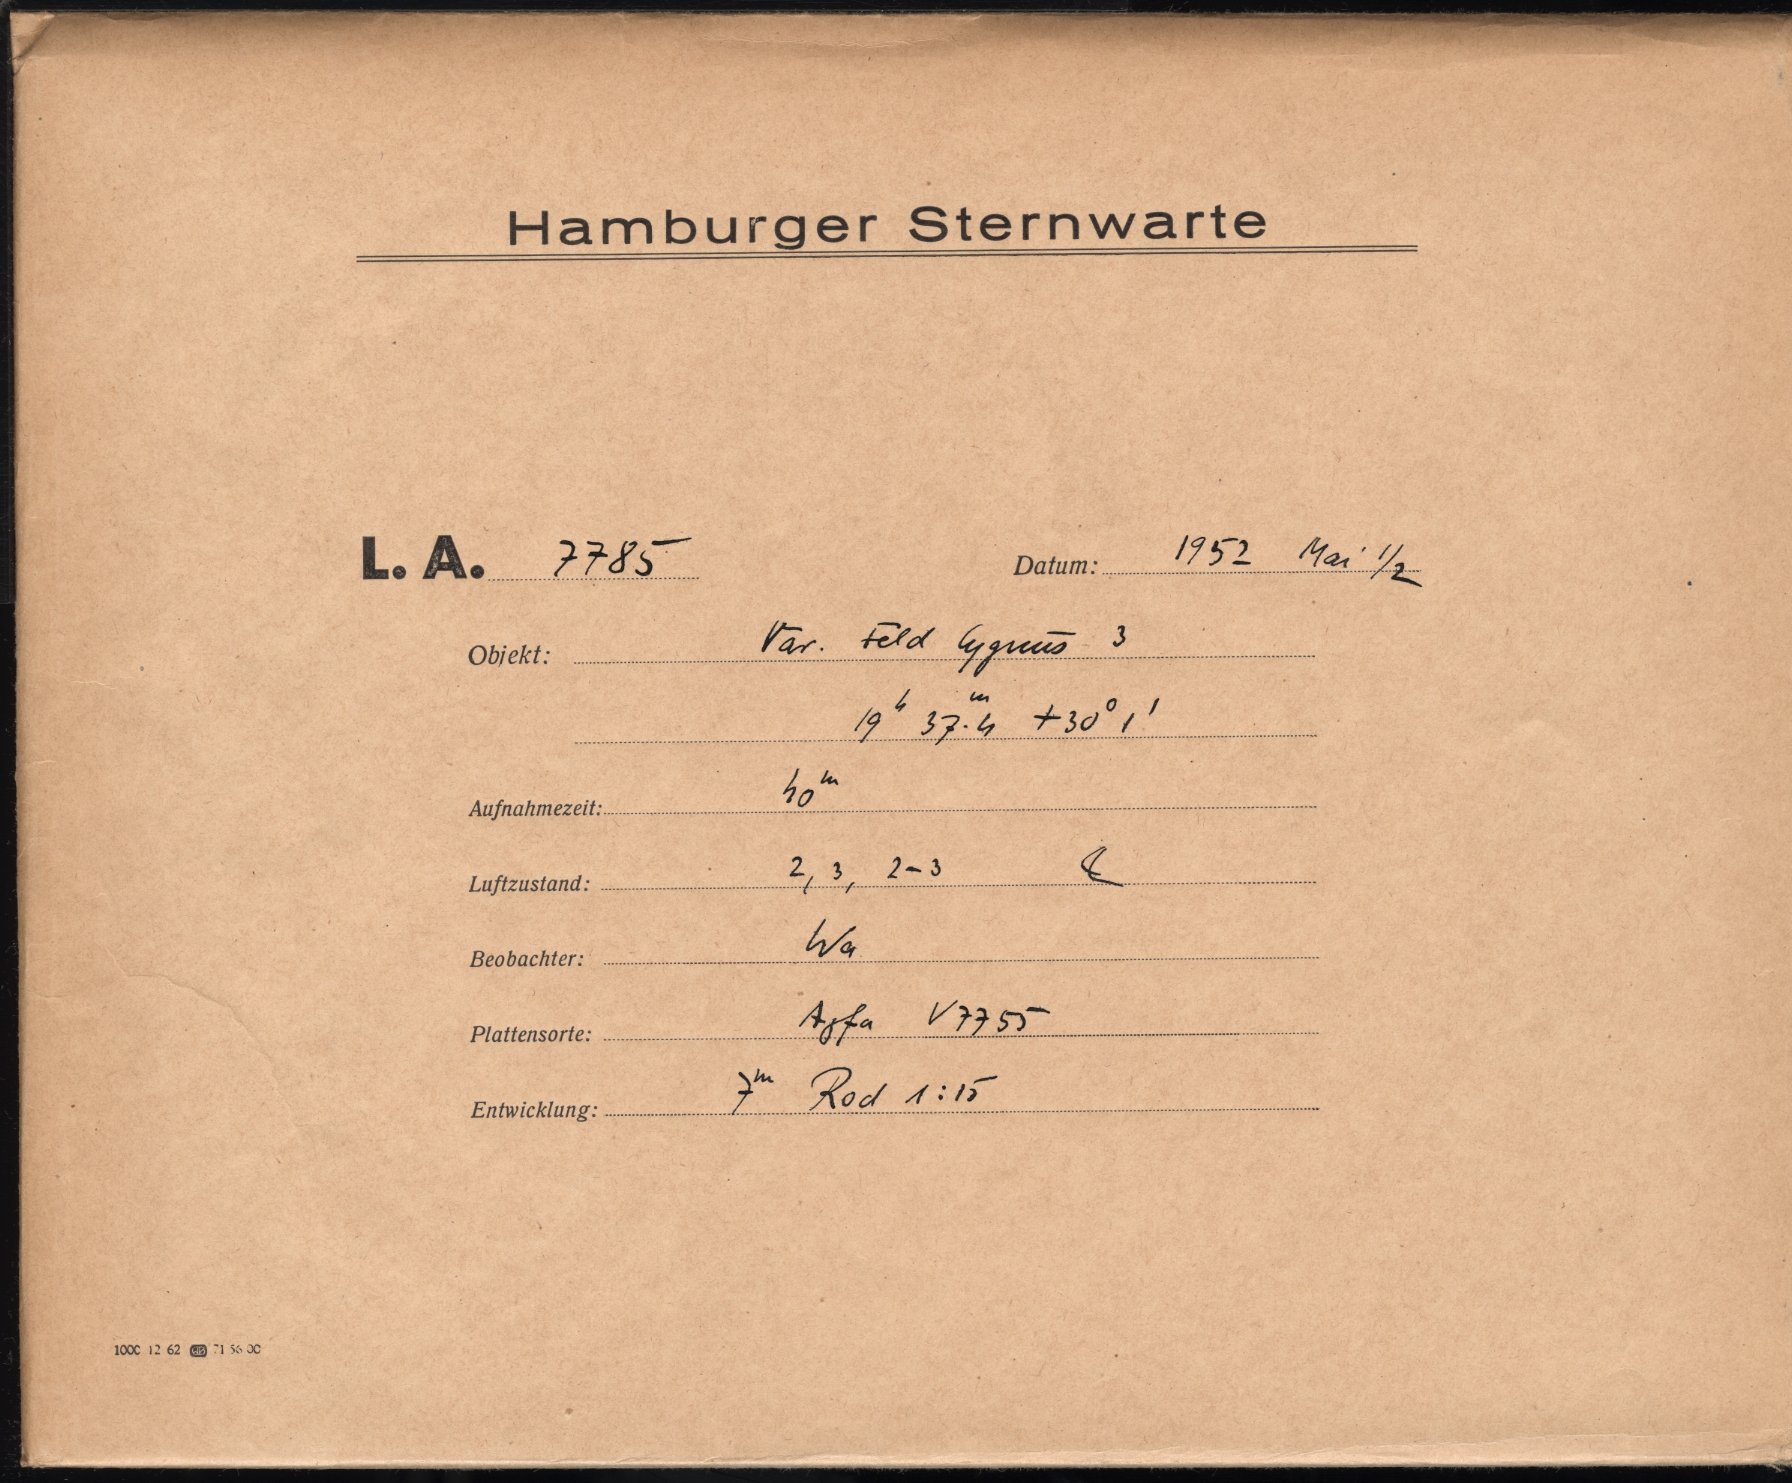 Hamburger Sternwarte
L. A. 7785 Datum: 1952 Mai 1/2
Objekt: Var. Feld Cygnus 3
19ʰ 37.4ᵐ +30° 1'
Aufnahmezeit: 40ᵐ
Luftzustand: 2, 3, 2-3
Beobachter: Wa
Plattensorte: Agfa V7755
Entwicklung: 7ᵐ Rod 1:15
1000 12 62 71 56 00